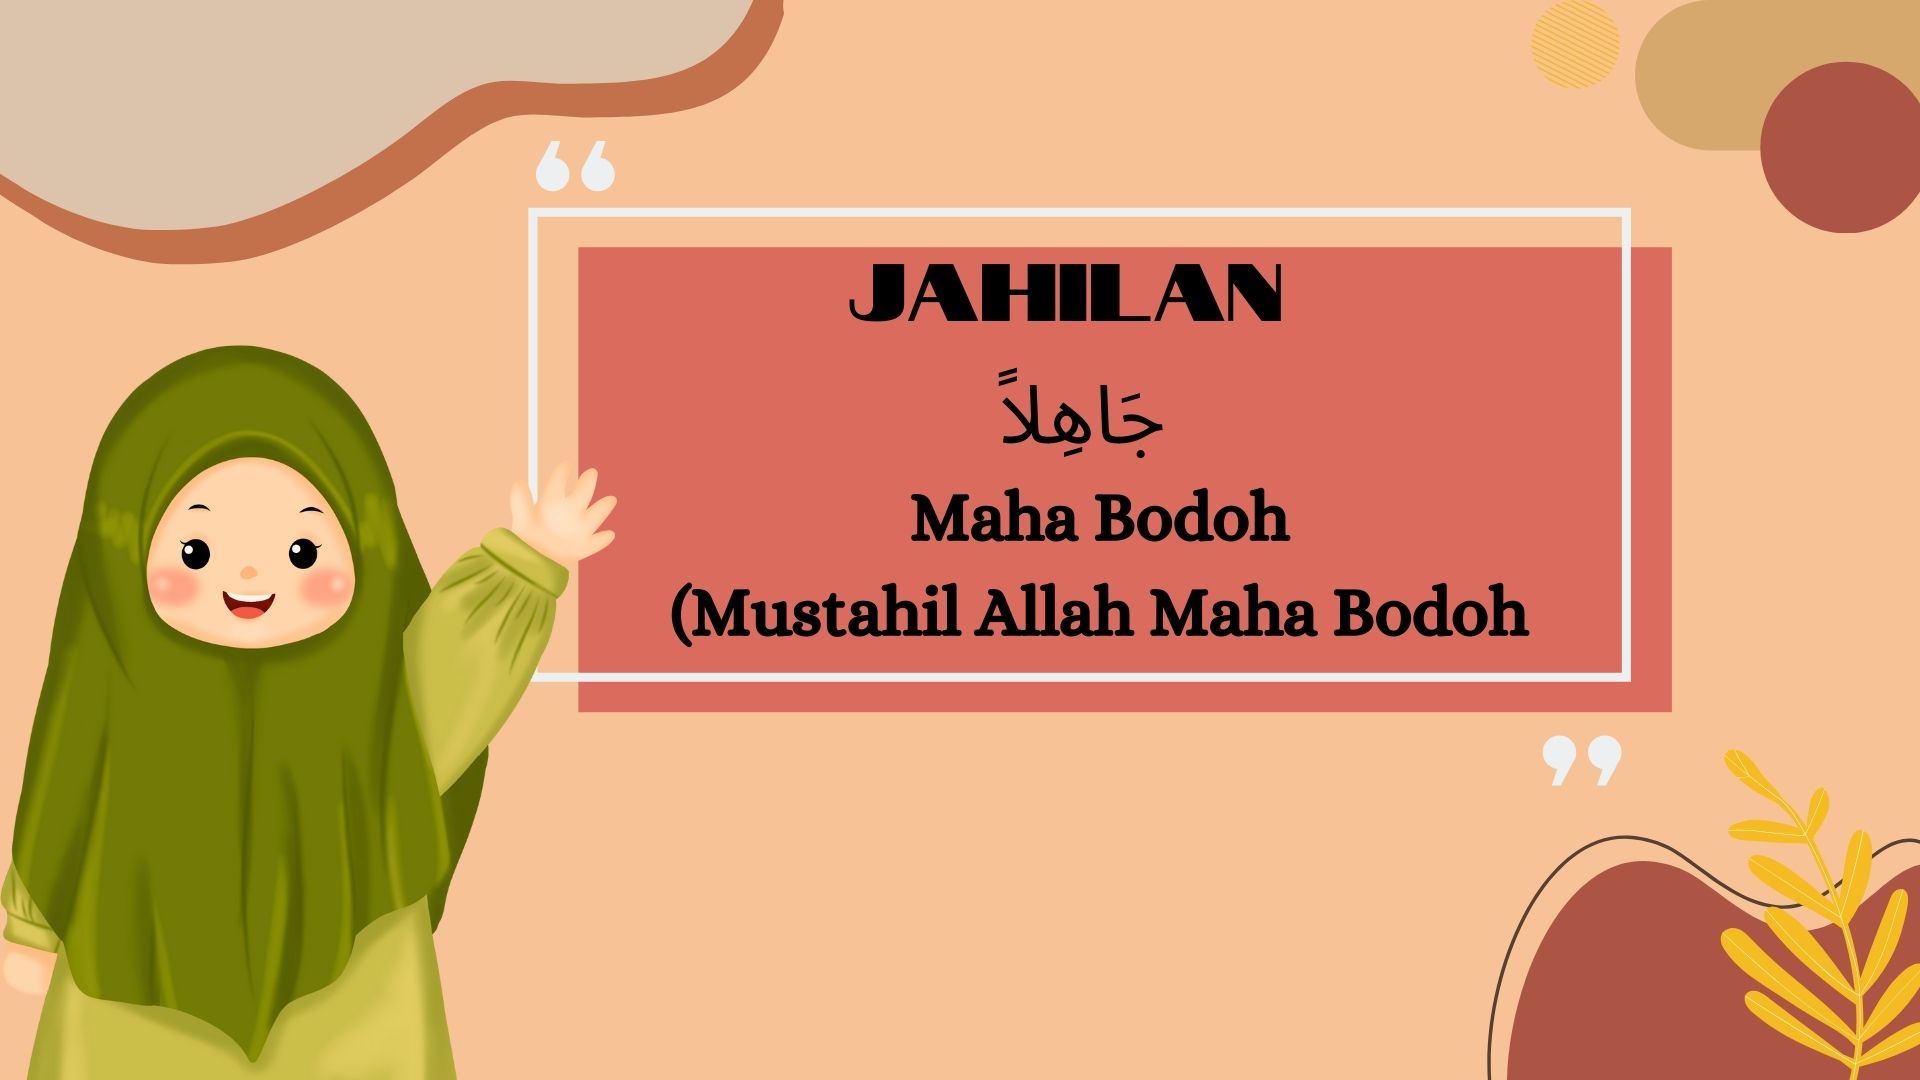 “
JAHILAN
جَاهِلاً
Maha Bodoh
(Mustahil Allah Maha Bodoh
”